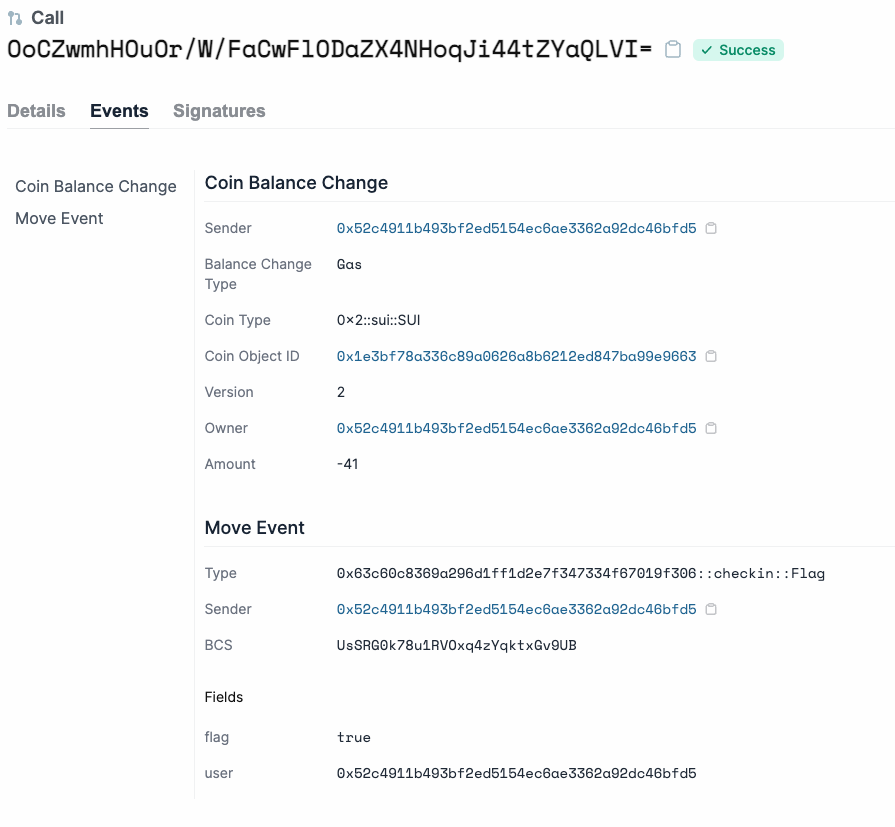 Call
OoCZwmhHOuOr/W/FaCwFlODaZX4NHoqJi44tZYaQLVI=
Success
Details Events Signatures
Coin Balance Change
Move Event
Coin Balance Change
Sender 0x52c4911b493bf2ed5154ec6ae3362a92dc46bfd5
Balance Change
Type
Gas
Coin Type 0×2::sui::SUI
Coin Object ID 0x1e3bf78a336c89a0626a8b6212ed847ba99e9663
Version 2
Owner 0x52c4911b493bf2ed5154ec6ae3362a92dc46bfd5
Amount -41
Move Event
Type 0x63c60c8369a296d1ff1d2e7f347334f67019f306::checkin::Flag
Sender 0x52c4911b493bf2ed5154ec6ae3362a92dc46bfd5
BCS UsSRG0k78u1RVOxq4zYqktxGv9UB
Fields
flag true
user 0x52c4911b493bf2ed5154ec6ae3362a92dc46bfd5